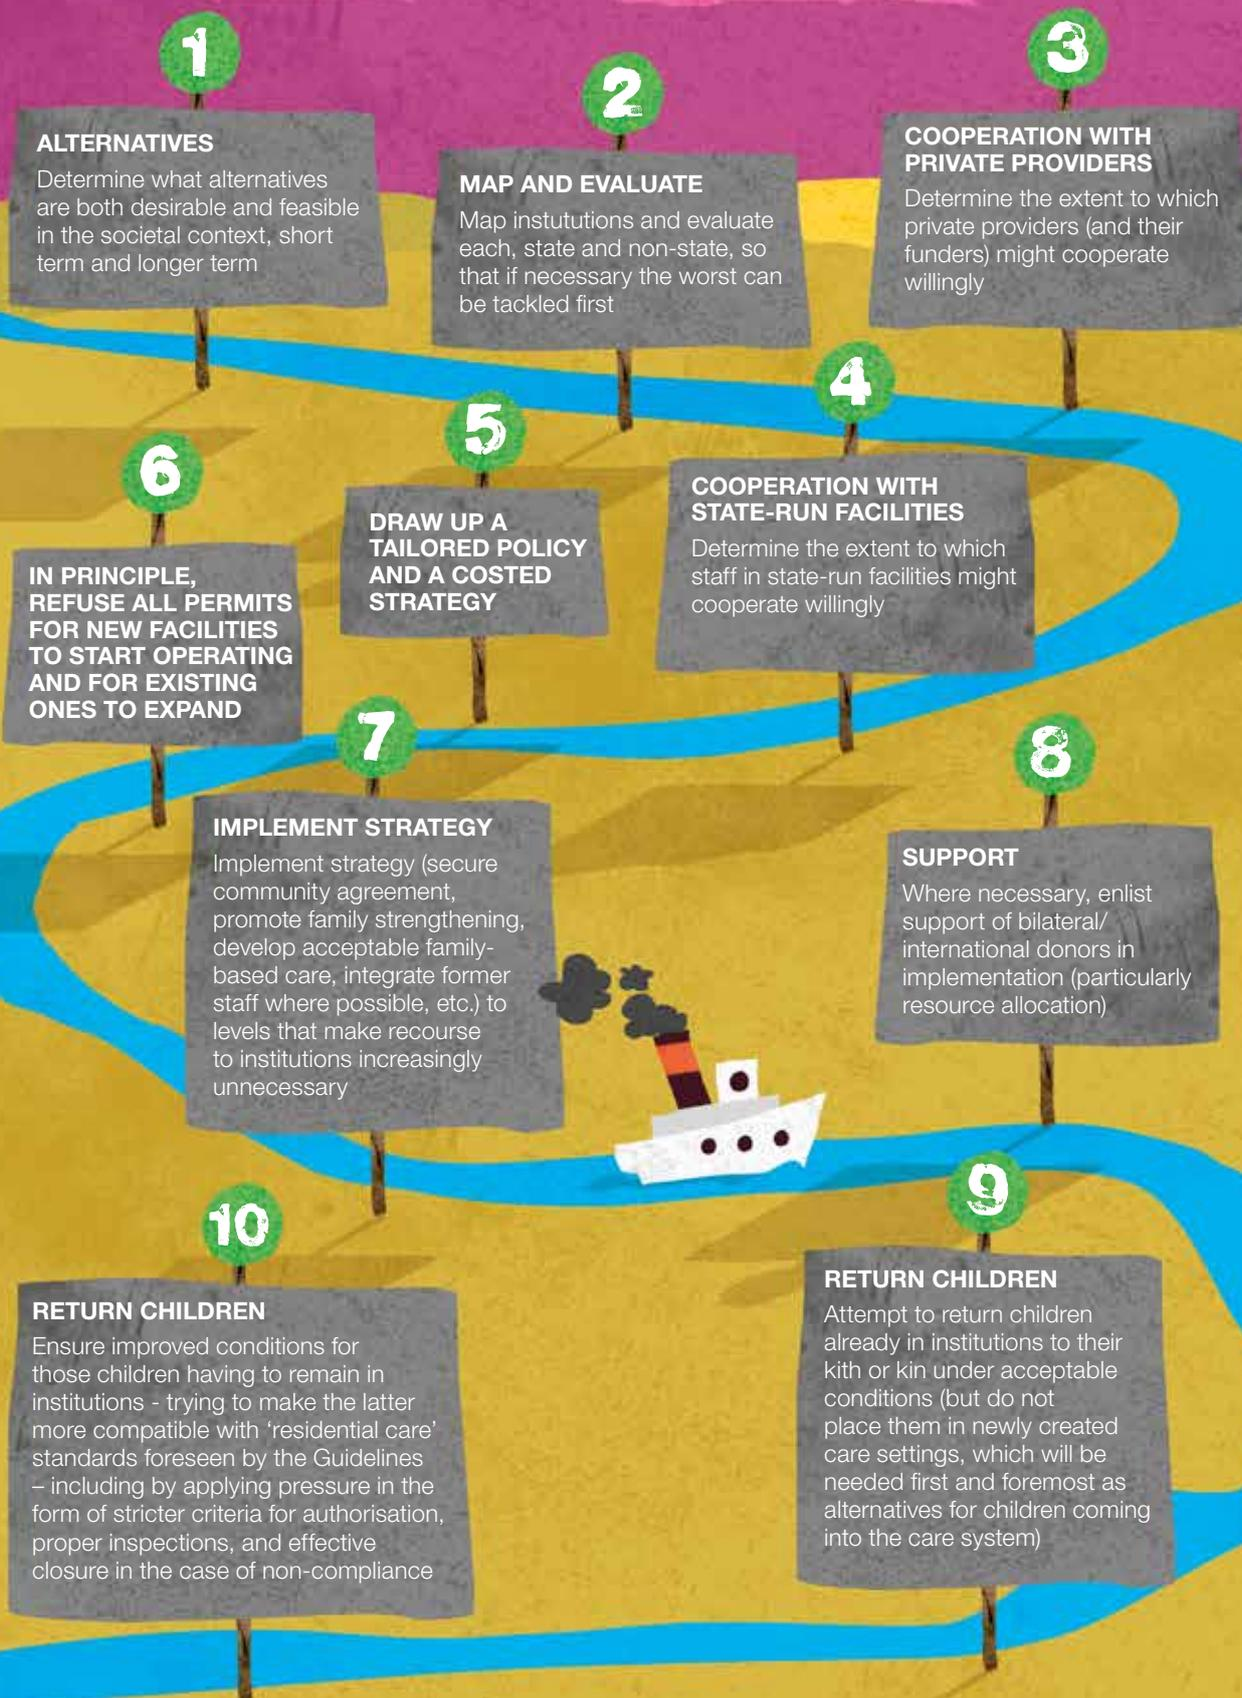 1
ALTERNATIVES
Determine what alternatives
are both desirable and feasible
in the societal context, short
term and longer term
2
MAP AND EVALUATE
Map instututions and evaluate
each, state and non-state, so
that if necessary the worst can
be tackled first
3
COOPERATION WITH
PRIVATE PROVIDERS
Determine the extent to which
private providers (and their
funders) might cooperate
willingly
4
COOPERATION WITH
STATE-RUN FACILITIES
Determine the extent to which
staff in state-run facilities might
cooperate willingly
5
DRAW UP A
TAILORED POLICY
AND A COSTED
STRATEGY
6
IN PRINCIPLE,
REFUSE ALL PERMITS
FOR NEW FACILITIES
TO START OPERATING
AND FOR EXISTING
ONES TO EXPAND
7
IMPLEMENT STRATEGY
Implement strategy (secure
community agreement,
promote family strengthening,
develop acceptable family-
based care, integrate former
staff where possible, etc.) to
levels that make recourse
to institutions increasingly
unnecessary
8
SUPPORT
Where necessary, enlist
support of bilateral/
international donors in
implementation (particularly
resource allocation)
9
RETURN CHILDREN
Attempt to return children
already in institutions to their
kith or kin under acceptable
conditions (but do not
place them in newly created
care settings, which will be
needed first and foremost as
alternatives for children coming
into the care system)
10
RETURN CHILDREN
Ensure improved conditions for
those children having to remain in
institutions - trying to make the latter
more compatible with ‘residential care’
standards foreseen by the Guidelines
– including by applying pressure in the
form of stricter criteria for authorisation,
proper inspections, and effective
closure in the case of non-compliance